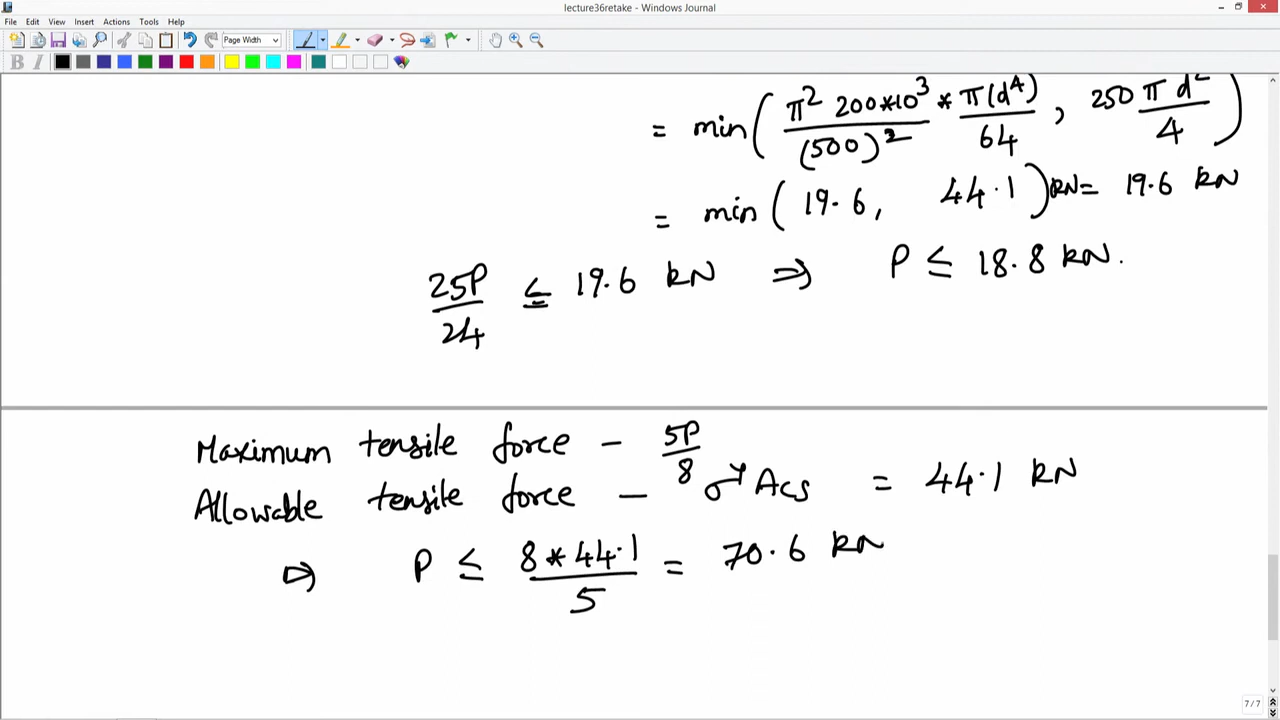 lecture36retake - Windows Journal
File Edit View Insert Actions Tools Help
Page Width
B I
= min( π² 200*10³ / (500)² * π(d⁴) / 64 , 250 π d² / 4 )
= min( 19.6, 44.1 ) kN = 19.6 kN
25P / 24 ≤ 19.6 kN ⇒ P ≤ 18.8 kN.
Maximum tensile force - 5P / 8
Allowable tensile force - σʸ Acs = 44.1 kN
⇒ P ≤ 8*44.1 / 5 = 70.6 kN
7/7